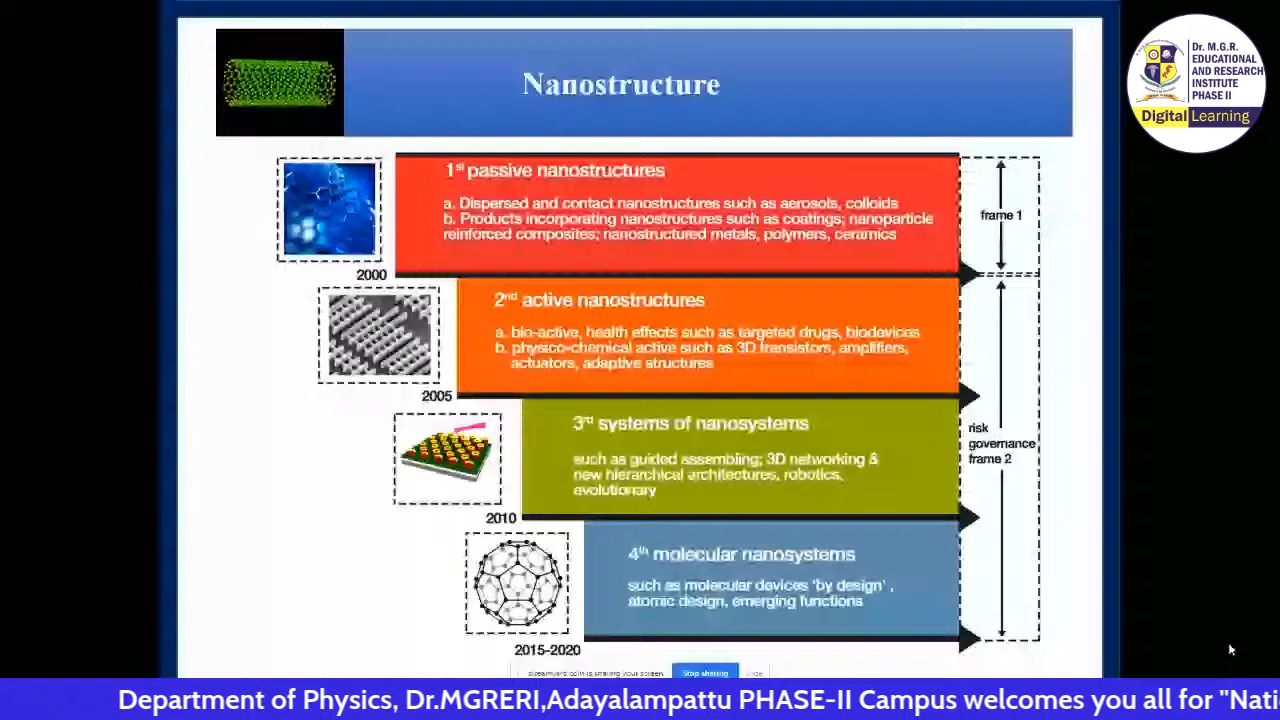 Nanostructure
Dr. M.G.R.
EDUCATIONAL
AND RESEARCH
INSTITUTE
PHASE II
Digital Learning
1st passive nanostructures
a. Dispersed and contact nanostructures such as aerosols, colloids
b. Products incorporating nanostructures such as coatings; nanoparticle
reinforced composites; nanostructured metals, polymers, ceramics
frame 1
2000
2nd active nanostructures
a. bio-active, health effects such as targeted drugs, biodevices
b. physico-chemical active such as 3D transistors, amplifiers,
actuators, adaptive structures
2005
3rd systems of nanosystems
such as guided assembling; 3D networking &
new hierarchical architectures, robotics,
evolutionary
risk
governance
frame 2
2010
4th molecular nanosystems
such as molecular devices 'by design' ,
atomic design, emerging functions
2015-2020
is sharing your screen
Stop sharing
Hide
Department of Physics, Dr.MGRERI,Adayalampattu PHASE-II Campus welcomes you all for "Nati